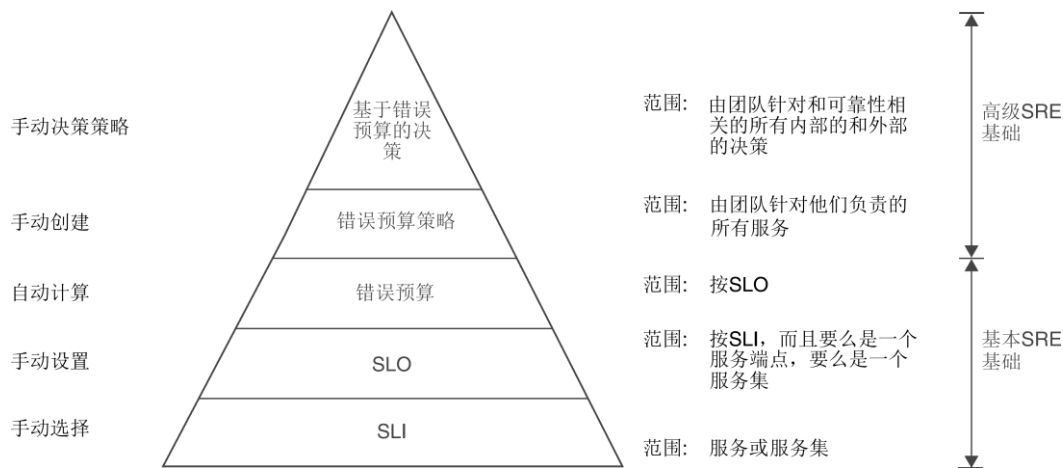 手动决策策略
基于错误
预算的决
策
范围: 由团队针对和可靠性相
关的所有内部的和外部
的决策
高级SRE
基础
手动创建
错误预算策略
范围: 由团队针对他们负责的
所有服务
自动计算
错误预算
范围: 按SLO
手动设置
SLO
范围: 按SLI，而且要么是一个
服务端点，要么是一个
服务集
基本SRE
基础
手动选择
SLI
范围: 服务或服务集